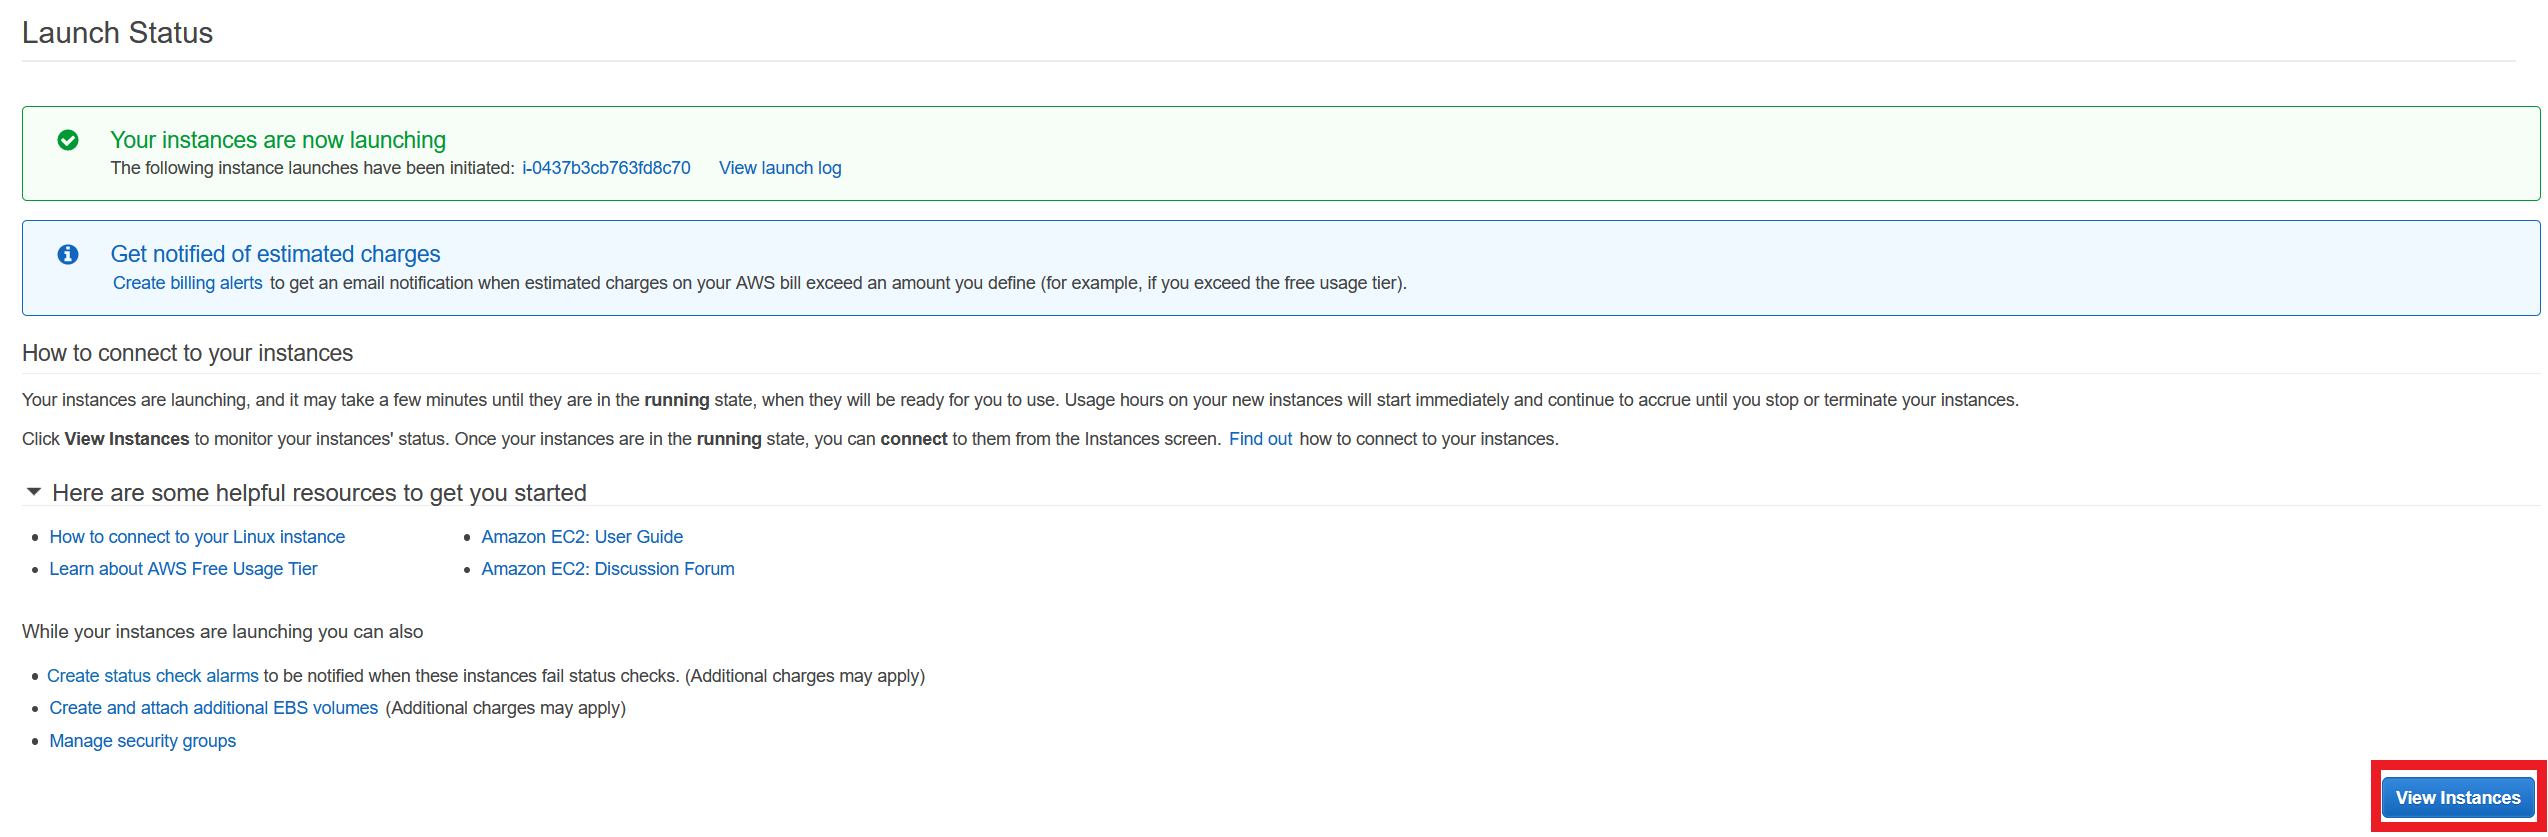 Launch Status
Your instances are now launching
The following instance launches have been initiated: i-0437b3cb763fd8c70 View launch log
Get notified of estimated charges
Create billing alerts to get an email notification when estimated charges on your AWS bill exceed an amount you define (for example, if you exceed the free usage tier).
How to connect to your instances
Your instances are launching, and it may take a few minutes until they are in the running state, when they will be ready for you to use. Usage hours on your new instances will start immediately and continue to accrue until you stop or terminate your instances.
Click View Instances to monitor your instances' status. Once your instances are in the running state, you can connect to them from the Instances screen. Find out how to connect to your instances.
Here are some helpful resources to get you started
How to connect to your Linux instance
Amazon EC2: User Guide
Learn about AWS Free Usage Tier
Amazon EC2: Discussion Forum
While your instances are launching you can also
Create status check alarms to be notified when these instances fail status checks. (Additional charges may apply)
Create and attach additional EBS volumes (Additional charges may apply)
Manage security groups
View Instances